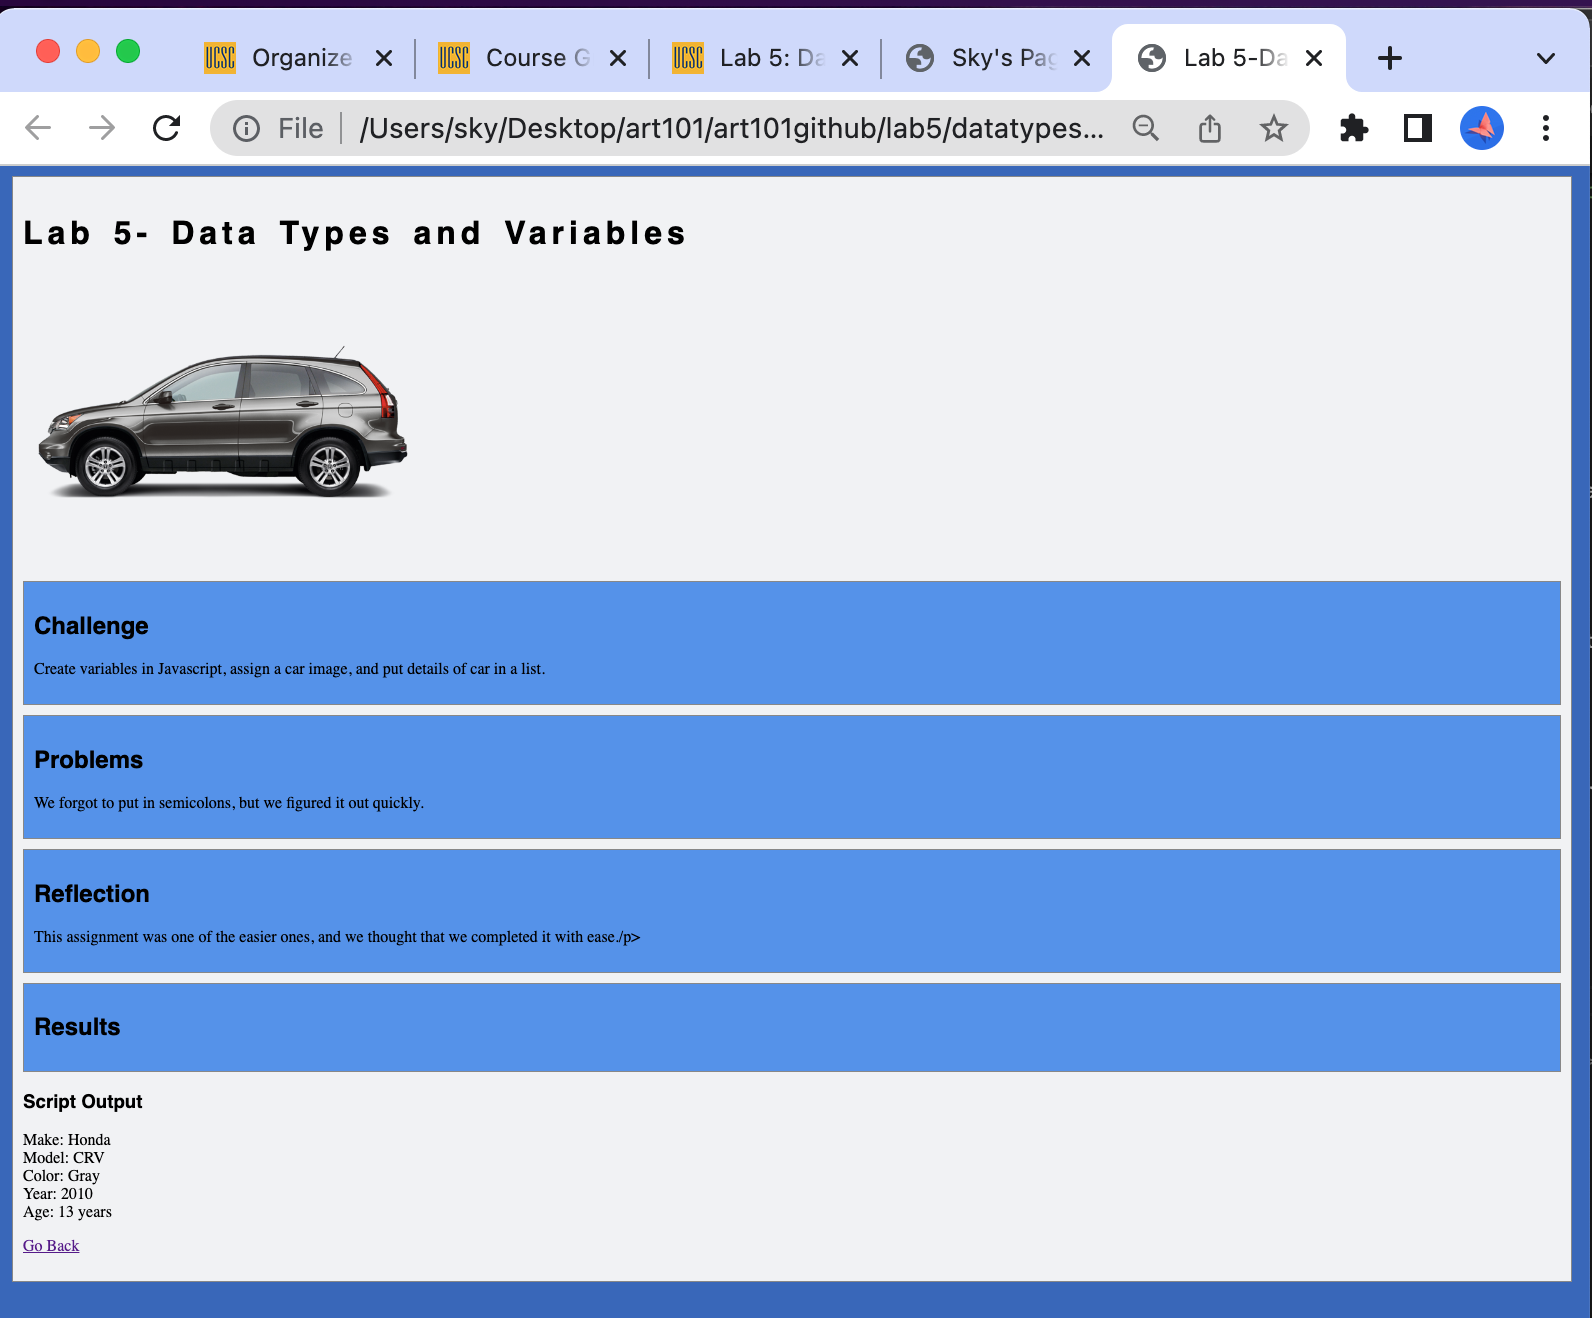 UCSC Organize UCSC Course G UCSC Lab 5: Da Sky's Pag Lab 5-Da
File /Users/sky/Desktop/art101/art101github/lab5/datatypes...
Lab 5- Data Types and Variables
Challenge
Create variables in Javascript, assign a car image, and put details of car in a list.
Problems
We forgot to put in semicolons, but we figured it out quickly.
Reflection
This assignment was one of the easier ones, and we thought that we completed it with ease./p>
Results
Script Output
Make: Honda
Model: CRV
Color: Gray
Year: 2010
Age: 13 years
Go Back